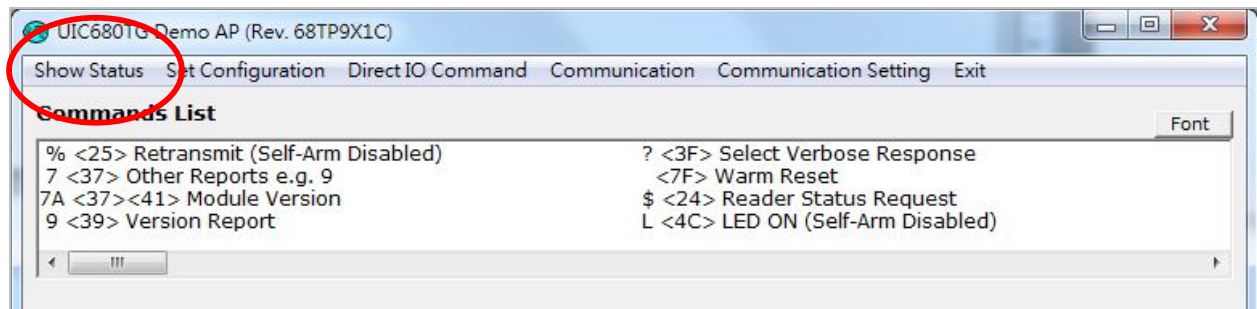 UIC680TG Demo AP (Rev. 68TP9X1C)
Show Status Set Configuration Direct IO Command Communication Communication Setting Exit
Commands List
Font
% <25> Retransmit (Self-Arm Disabled) ? <3F> Select Verbose Response
7 <37> Other Reports e.g. 9 <7F> Warm Reset
7A <37><41> Module Version $ <24> Reader Status Request
9 <39> Version Report L <4C> LED ON (Self-Arm Disabled)